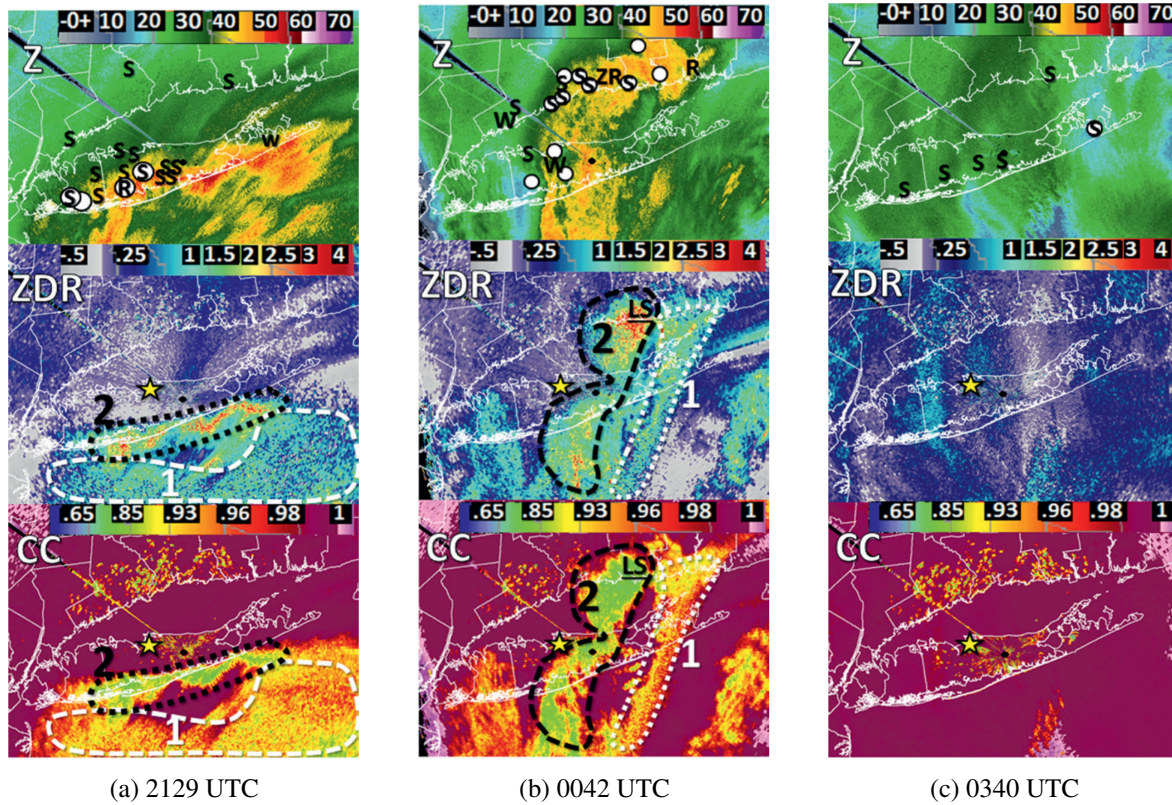 -0+ 10 20 30 40 50 60 70
Z
S
S
S
S S
S S S S S
S R S
W
-.5 .25 1 1.5 2 2.5 3 4
ZDR
2
1
.65 .85 .93 .96 .98 1
CC
2
1
(a) 2129 UTC
-0+ 10 20 30 40 50 60 70
Z
S ZR R
S S S
S S
S
W
S W
-.5 .25 1 1.5 2 2.5 3 4
ZDR
LS
2
1
.65 .85 .93 .96 .98 1
CC
LS
2
1
(b) 0042 UTC
-0+ 10 20 30 40 50 60 70
Z
S
S
S S S S
-.5 .25 1 1.5 2 2.5 3 4
ZDR
.65 .85 .93 .96 .98 1
CC
(c) 0340 UTC